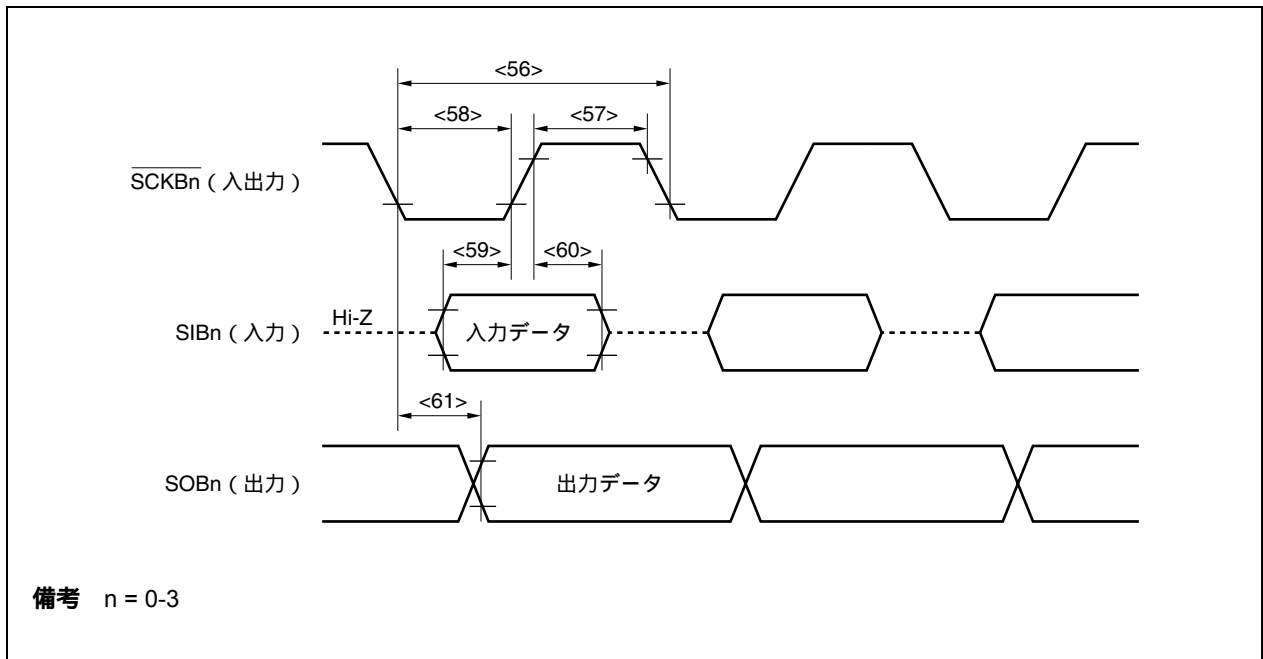 <56>
<58>
<57>
SCKBn（入出力）
<59>
<60>
SIBn（入力）
Hi-Z
入力データ
<61>
SOBn（出力）
出力データ
備考 n = 0-3